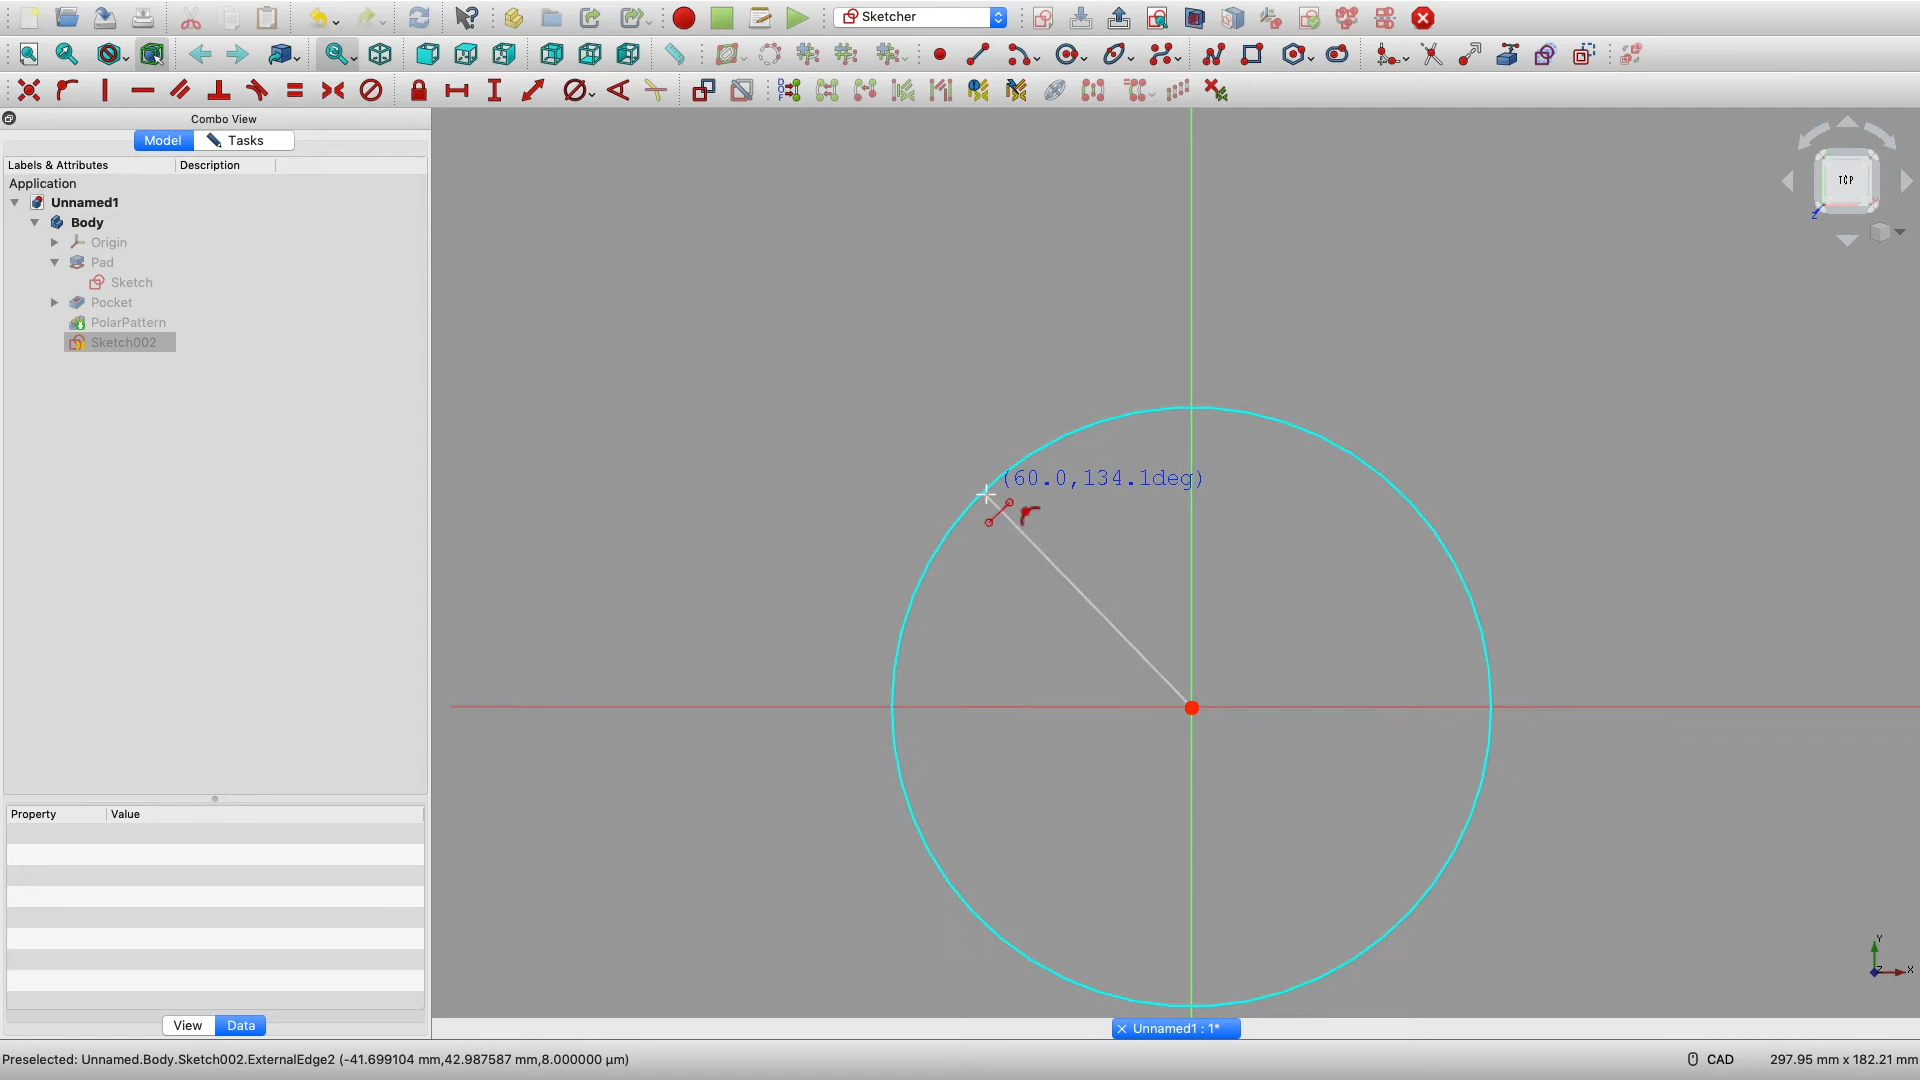 Sketcher
Combo View
Model
Tasks
Labels & Attributes
Description
Application
Unnamed1
Body
Origin
Pad
Sketch
Pocket
PolarPattern
Sketch002
TOP
Z
(60.0,134.1deg)
Property
Value
Y
Z
X
View
Data
Unnamed1 : 1*
Preselected: Unnamed.Body.Sketch002.ExternalEdge2 (-41.699104 mm,42.987587 mm,8.000000 µm)
CAD
297.95 mm x 182.21 mm